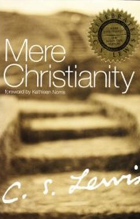 Mere
Christianity
Foreword by Kathleen Norris
C. S. Lewis